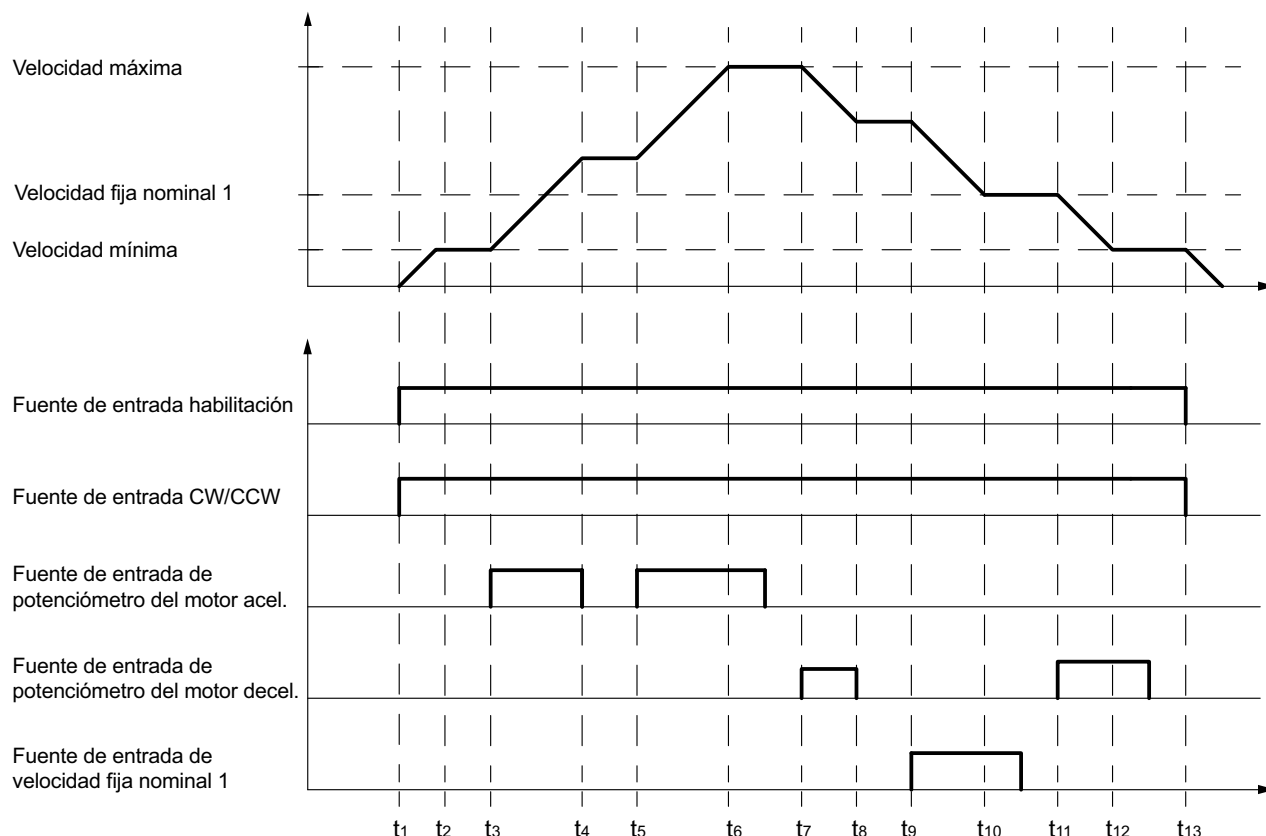 Velocidad máxima
Velocidad fija nominal 1
Velocidad mínima
Fuente de entrada habilitación
Fuente de entrada CW/CCW
Fuente de entrada de
potenciómetro del motor acel.
Fuente de entrada de
potenciómetro del motor decel.
Fuente de entrada de
velocidad fija nominal 1
t1 t2 t3 t4 t5 t6 t7 t8 t9 t10 t11 t12 t13